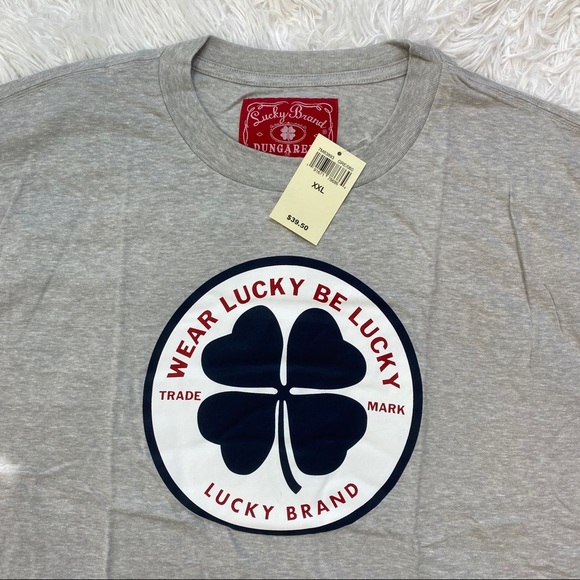 Lucky Brand
DUNGAREES
XXL
$39.50
WEAR LUCKY BE LUCKY
TRADE MARK
LUCKY BRAND